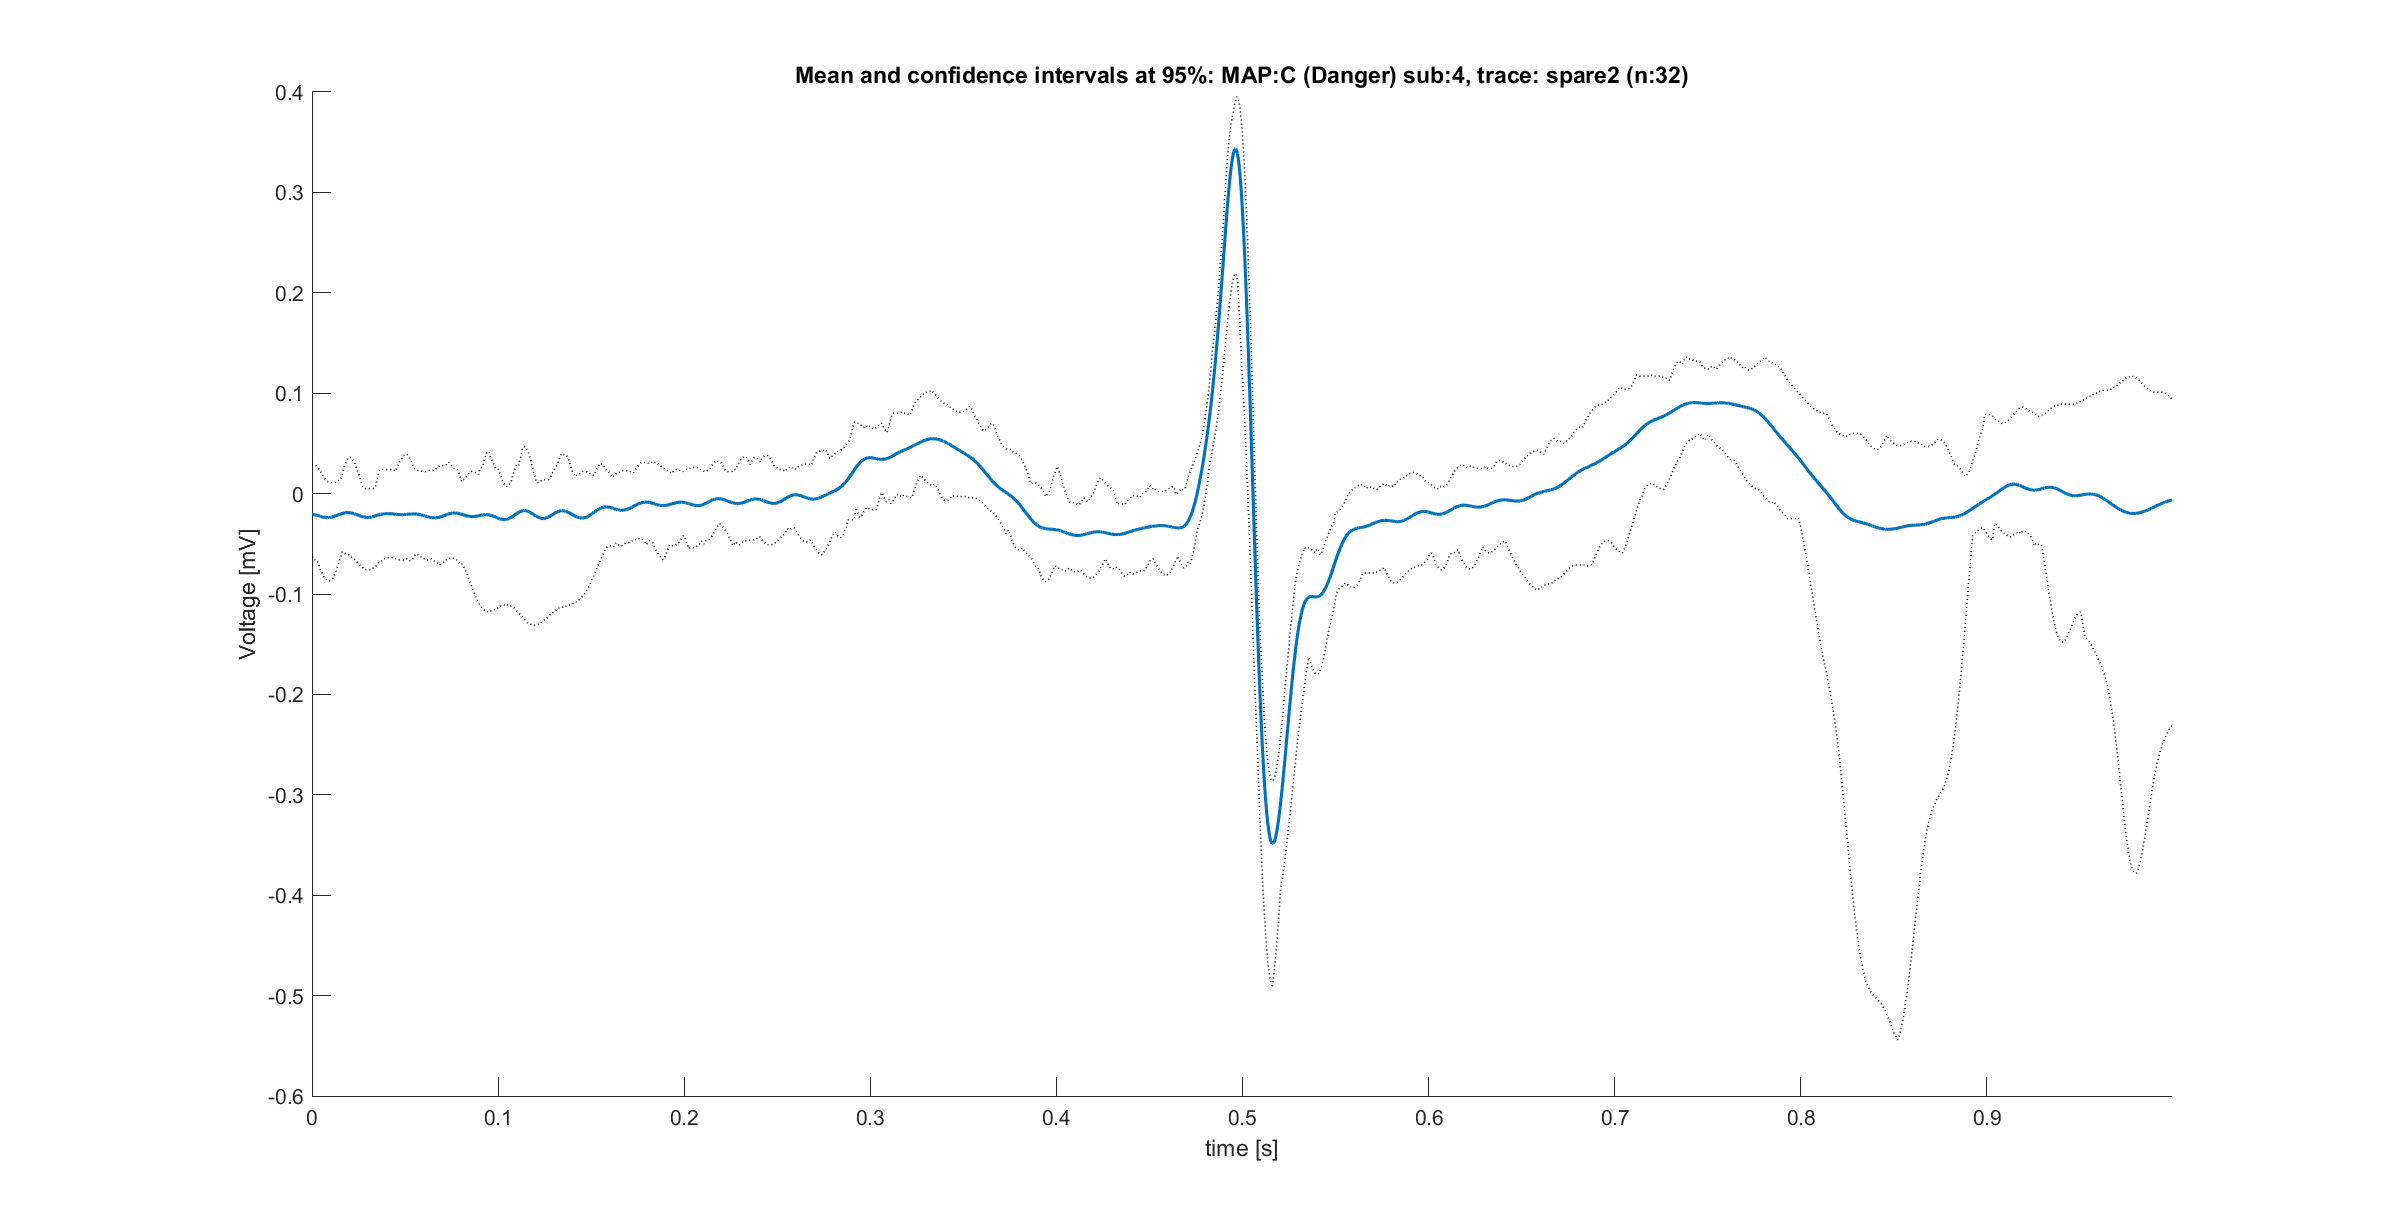 Mean and confidence intervals at 95%: MAP:C (Danger) sub:4, trace: spare2 (n:32)
0.4
0.3
0.2
0.1
0
-0.1
-0.2
-0.3
-0.4
-0.5
-0.6
Voltage [mV]
0 0.1 0.2 0.3 0.4 0.5 0.6 0.7 0.8 0.9
time [s]